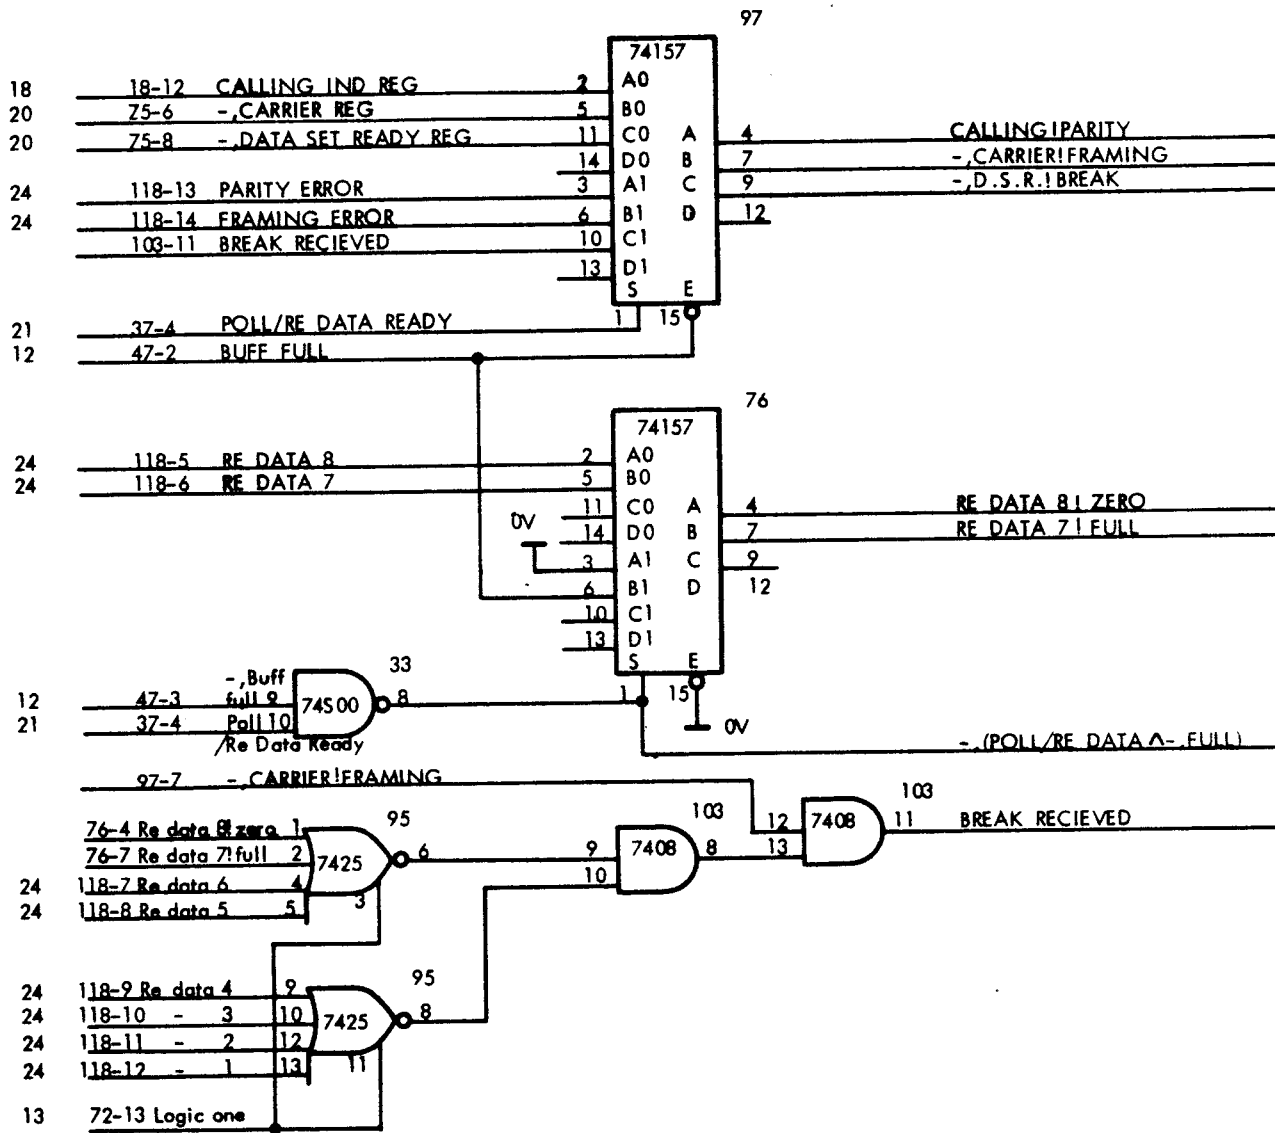 97
74157
18 18-12 CALLING IND REG 2 A0
20 75-6 -,CARRIER REG 5 B0
20 75-8 -,DATA SET READY REG 11 C0 A 4 CALLING!PARITY
14 D0 B 7 -,CARRIER!FRAMING
24 118-13 PARITY ERROR 3 A1 C 9 -,D.S.R.!BREAK
24 118-14 FRAMING ERROR 6 B1 D 12
103-11 BREAK RECIEVED 10 C1
13 D1
S E
21 37-4 POLL/RE DATA READY 1 15
12 47-2 BUFF FULL
76
74157
24 118-5 RE DATA 8 2 A0
24 118-6 RE DATA 7 5 B0
11 C0 A 4 RE DATA 8! ZERO
0V 14 D0 B 7 RE DATA 7! FULL
3 A1 C 9
6 B1 D 12
10 C1
13 D1
S E
-,Buff 33
12 47-3 full 9 74S00 8 1 15
21 37-4 Poll 10 0V
/Re Data Ready -,(POLL/RE DATA ∧-,FULL)
97-7 -,CARRIER!FRAMING
103
103
76-4 Re data 8!zero 1 95 12 7408 11 BREAK RECIEVED
76-7 Re data 7!full 2 7425 6 9 7408 8 13
24 118-7 Re data 6 4 10
24 118-8 Re data 5 5 3
95
24 118-9 Re data 4 9 8
24 118-10 - 3 10 7425
24 118-11 - 2 12
24 118-12 - 1 13 11
13 72-13 Logic one